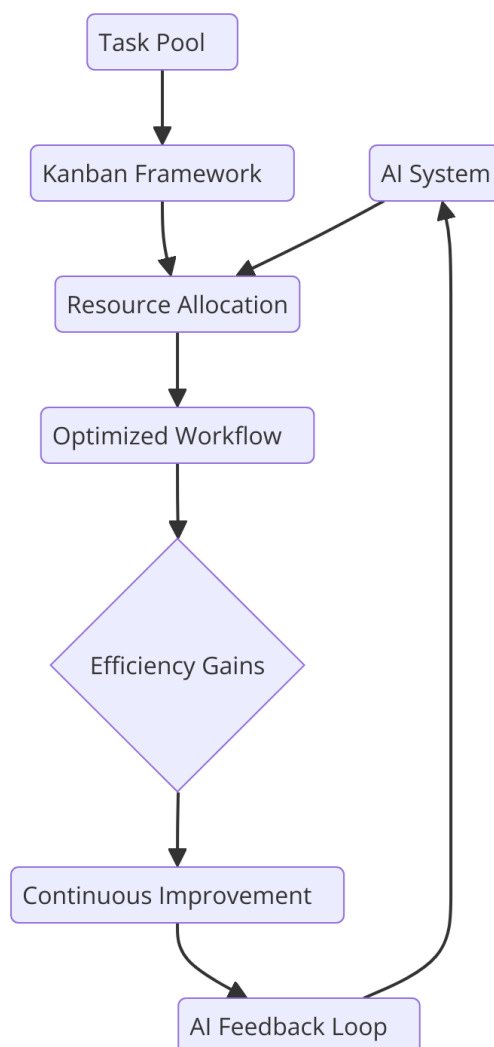 Task Pool
Kanban Framework
AI System
Resource Allocation
Optimized Workflow
Efficiency Gains
Continuous Improvement
AI Feedback Loop